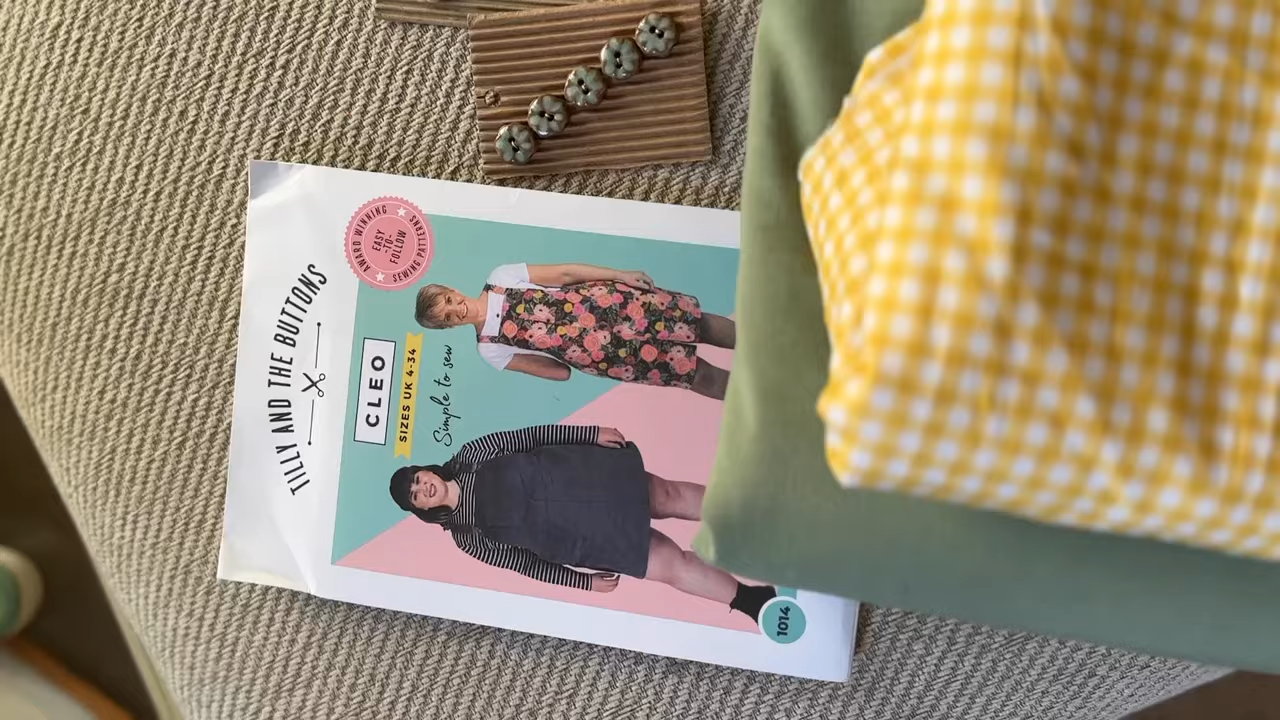 TILLY AND THE BUTTONS
AWARD WINNING
EASY
-TO-
FOLLOW
SEWING PATTERNS
CLEO
SIZES UK 4-34
Simple to sew
1014